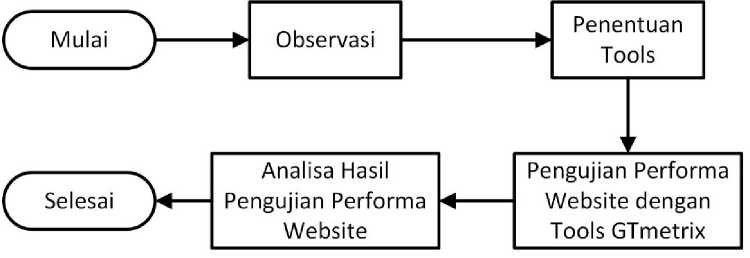 Mulai
Observasi
Penentuan
Tools
Pengujian Performa
Website dengan
Tools GTmetrix
Analisa Hasil
Pengujian Performa
Website
Selesai